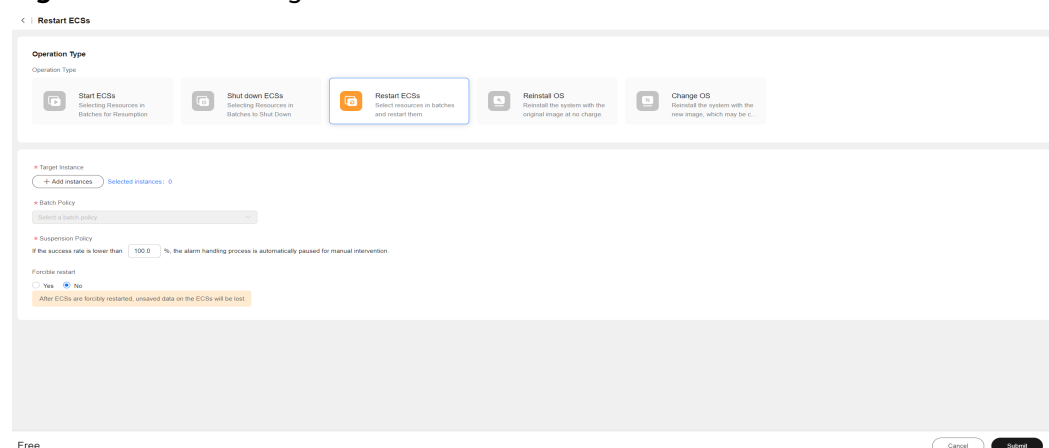 < | Restart ECSs
Operation Type
Operation Type
Start ECSs
Selecting Resources in
Batches for Resumption
Shut down ECSs
Selecting Resources in
Batches to Shut Down
Restart ECSs
Select resources in batches
and restart them.
Reinstall OS
Reinstall the system with the
original image at no charge.
Change OS
Reinstall the system with the
new image, which may be c...
* Target Instance
+ Add instances Selected instances: 0
* Batch Policy
Select a batch policy
* Suspension Policy
If the success rate is lower than 100.0 %, the alarm handling process is automatically paused for manual intervention.
Forcible restart
Yes No
After ECSs are forcibly restarted, unsaved data on the ECSs will be lost.
Free
Cancel Submit